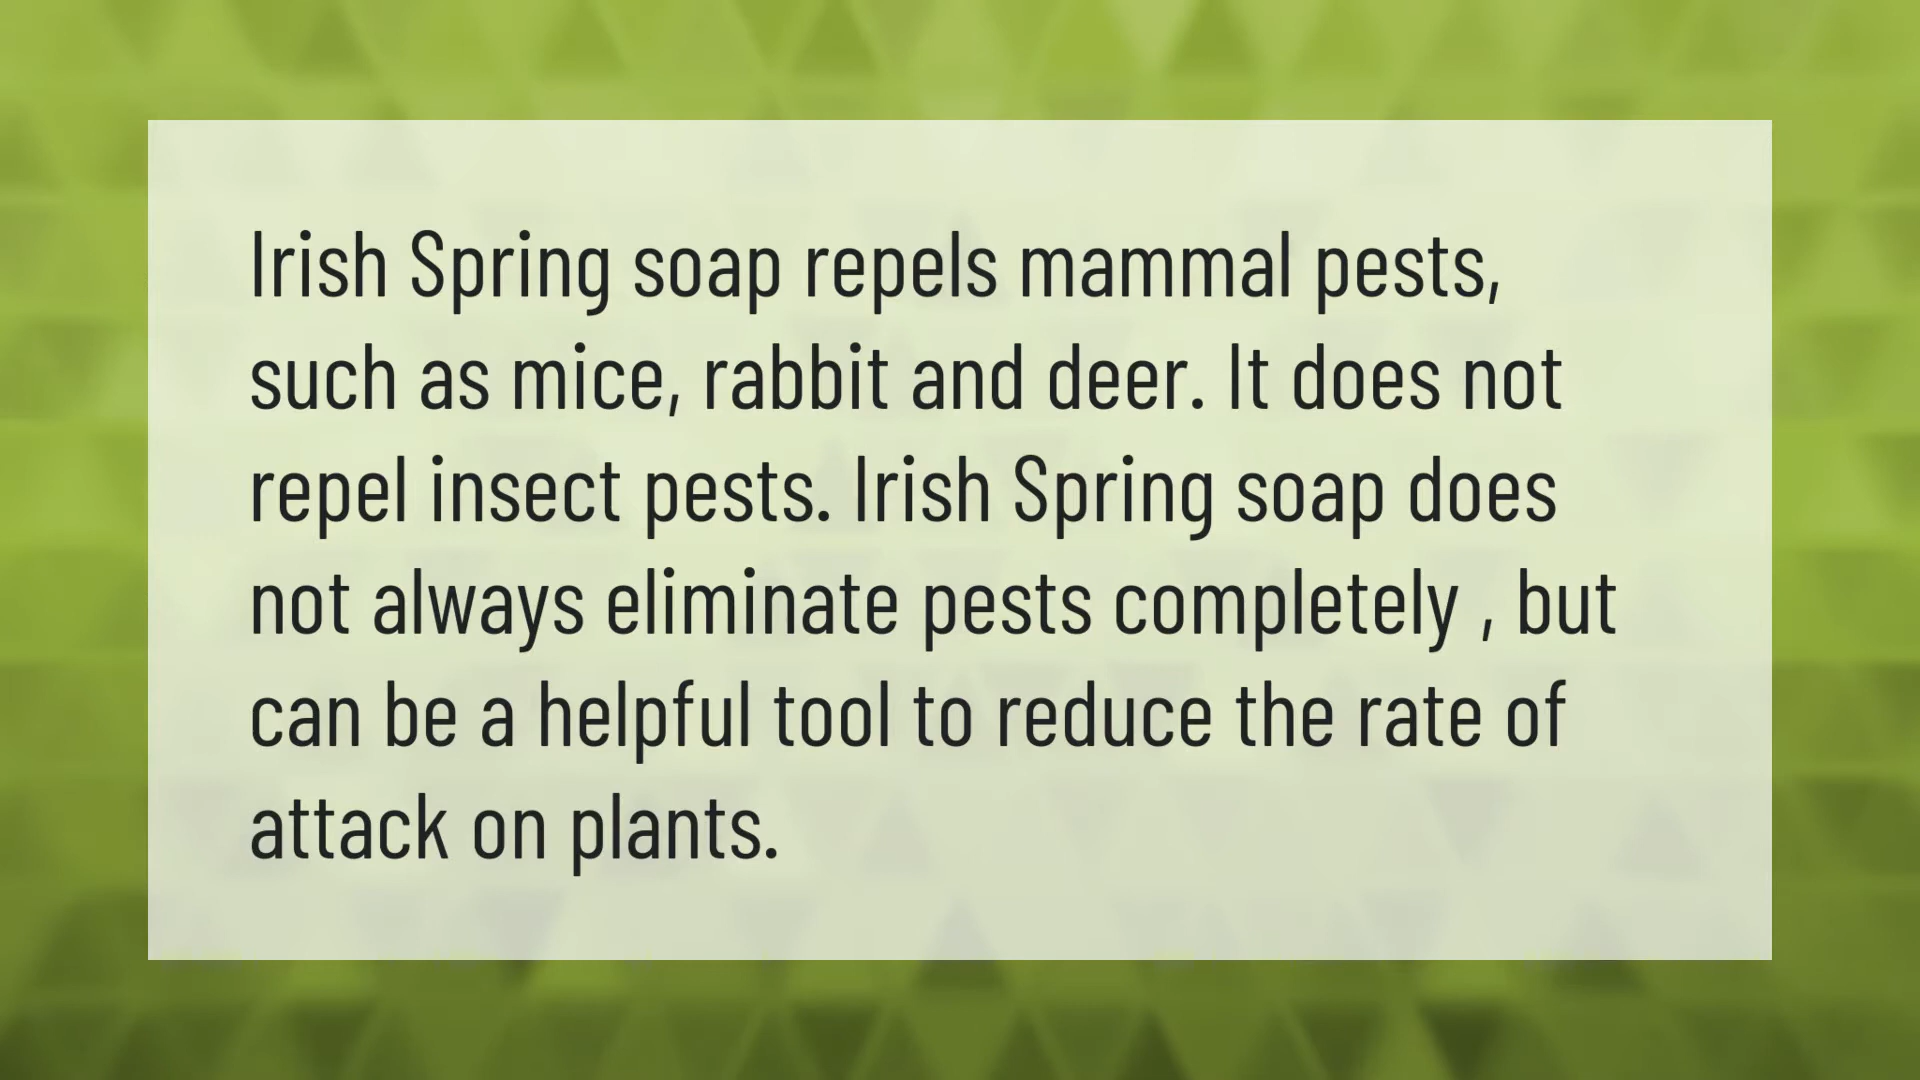 Irish Spring soap repels mammal pests,
such as mice, rabbit and deer. It does not
repel insect pests. Irish Spring soap does
not always eliminate pests completely , but
can be a helpful tool to reduce the rate of
attack on plants.